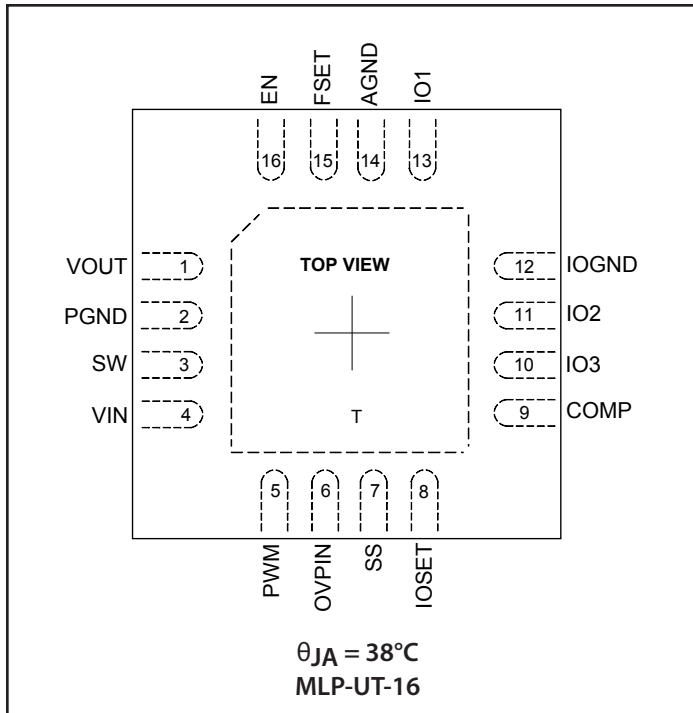 EN FSET AGND IO1
16 15 14 13
TOP VIEW
VOUT 1
PGND 2
SW 3
VIN 4
12 IOGND
11 IO2
10 IO3
9 COMP
T
5 6 7 8
PWM OVPIN SS IOSET
θJA = 38°C
MLP-UT-16